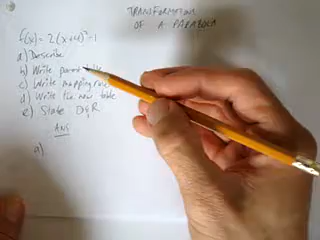 TRANSFORMATION
OF A PARABOLA
f(x) = 2(x+4)²-1
a) Describe
b) Write parent table
c) Write mapping rule
d) Write the new table
e) State D&R
Ans
a)